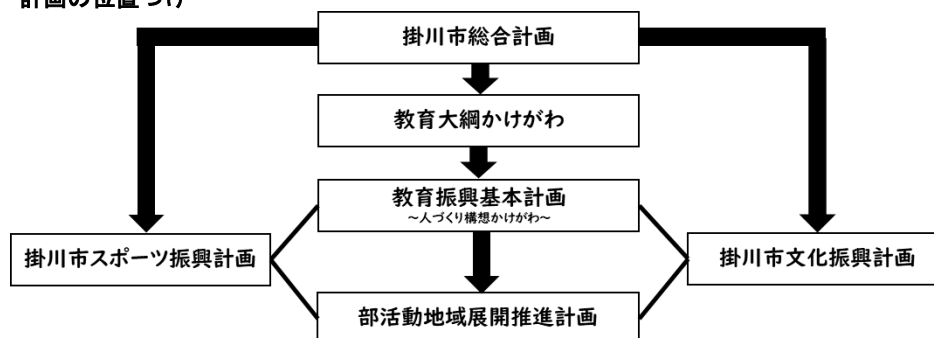 計画の位置づけ
掛川市総合計画
教育大綱かけがわ
教育振興基本計画
～人づくり構想かけがわ～
掛川市スポーツ振興計画
掛川市文化振興計画
部活動地域展開推進計画